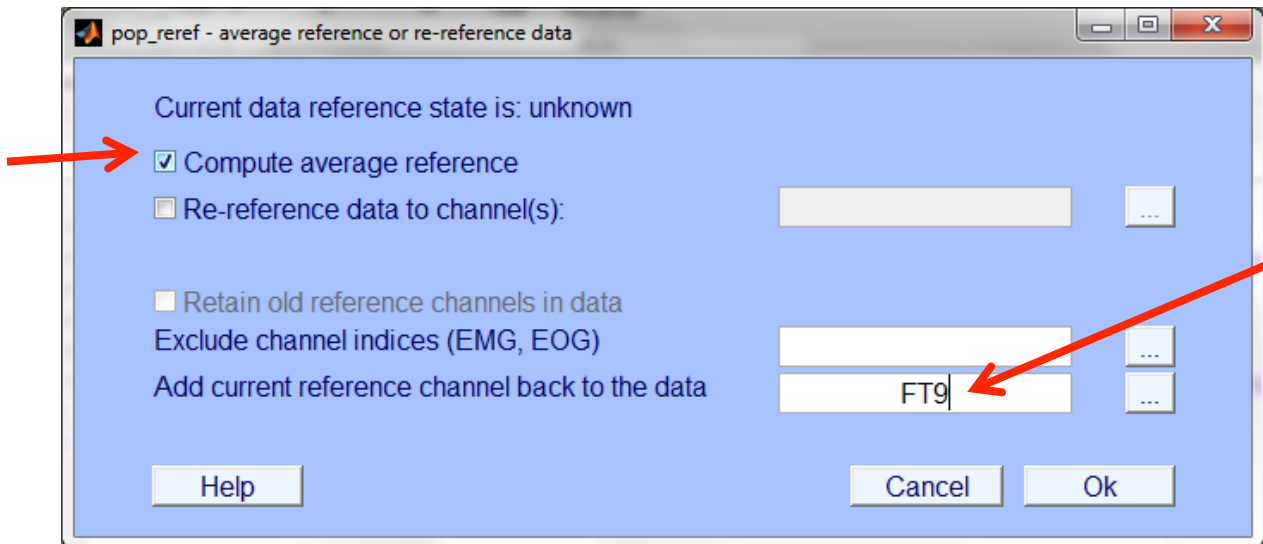 pop_reref - average reference or re-reference data
Current data reference state is: unknown
Compute average reference
Re-reference data to channel(s):
...
Retain old reference channels in data
Exclude channel indices (EMG, EOG)
...
Add current reference channel back to the data FT9 ...
Help Cancel Ok